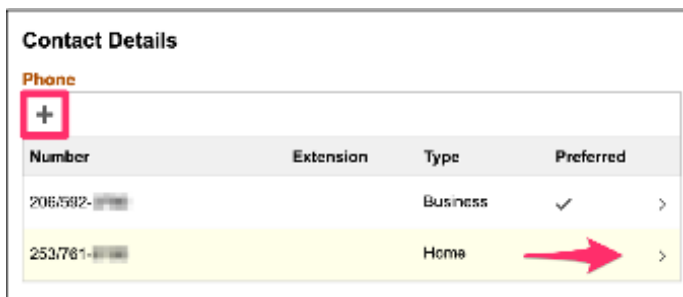 Contact Details
Phone
+
Number Extension Type Preferred
206/592- Business ✓ >
253/761- Home >